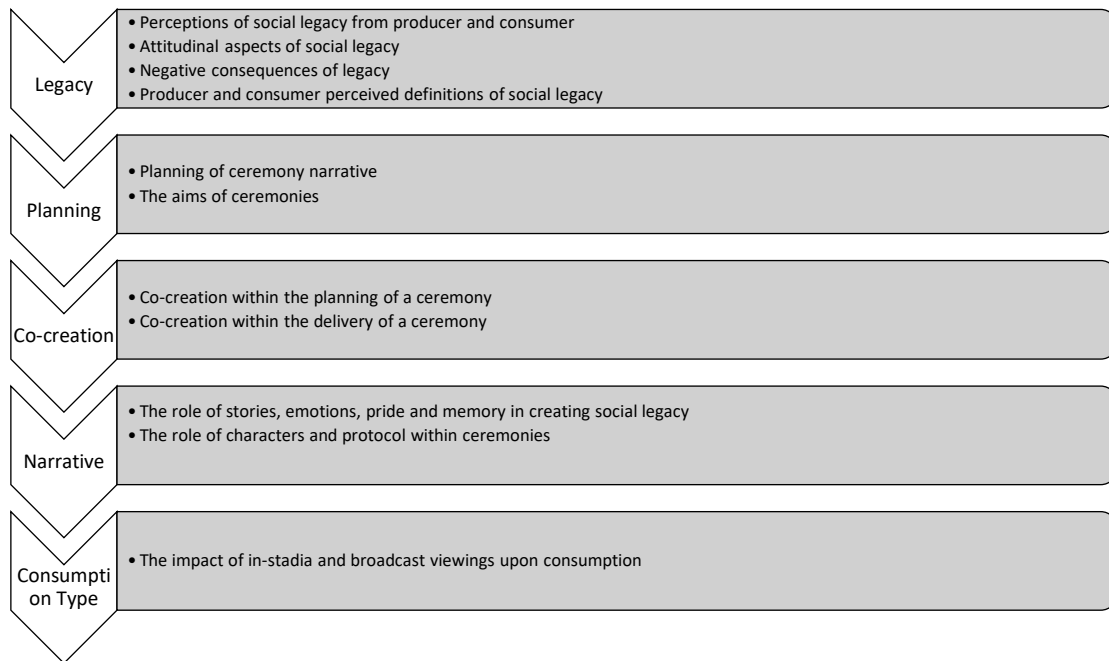 Legacy
• Perceptions of social legacy from producer and consumer
• Attitudinal aspects of social legacy
• Negative consequences of legacy
• Producer and consumer perceived definitions of social legacy
Planning
• Planning of ceremony narrative
• The aims of ceremonies
Co-creation
• Co-creation within the planning of a ceremony
• Co-creation within the delivery of a ceremony
Narrative
• The role of stories, emotions, pride and memory in creating social legacy
• The role of characters and protocol within ceremonies
Consumpti
on Type
• The impact of in-stadia and broadcast viewings upon consumption